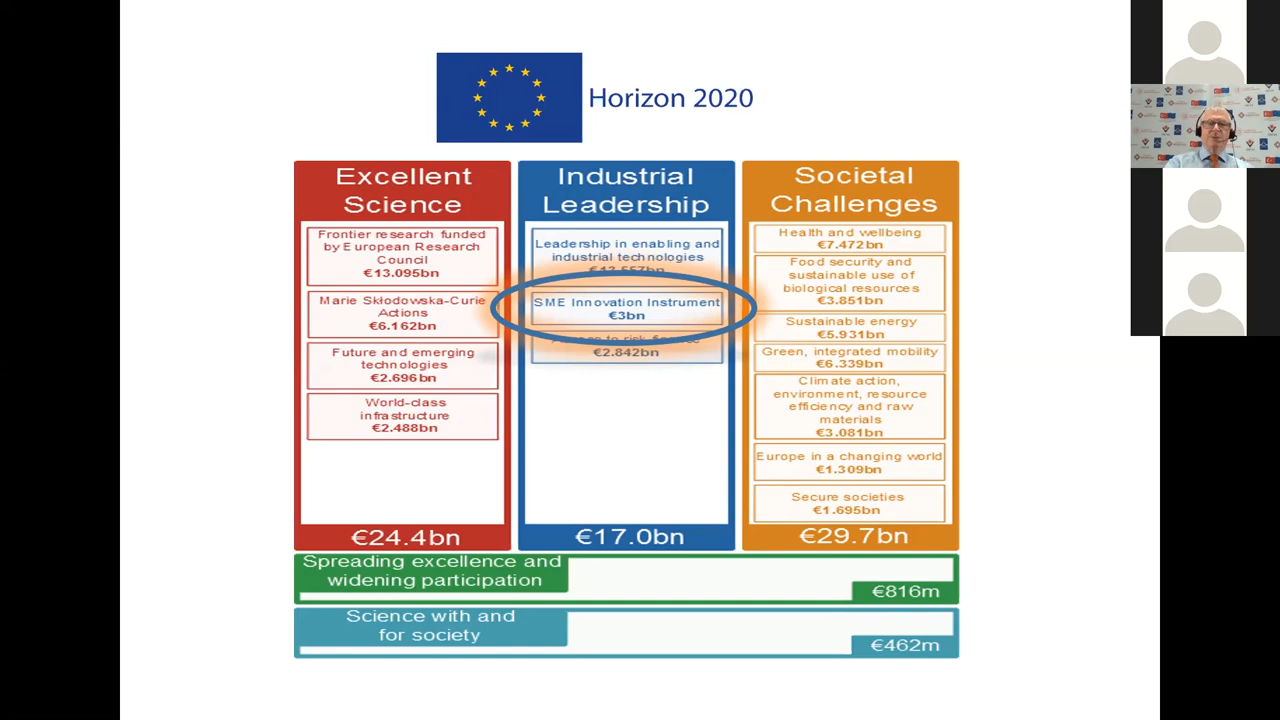 Horizon 2020
Excellent
Science
Frontier research funded
by European Research
Council
€13.095bn
Marie Skłodowska-Curie
Actions
€6.162bn
Future and emerging
technologies
€2.696bn
World-class
infrastructure
€2.488bn
€24.4bn
Industrial
Leadership
Leadership in enabling and
industrial technologies
SME Innovation Instrument
€3bn
€2.842bn
€17.0bn
Societal
Challenges
Health and wellbeing
€7.472bn
Food security and
sustainable use of
biological resources
€3.851bn
Sustainable energy
€5.931bn
Green, integrated mobility
€6.339bn
Climate action,
environment, resource
efficiency and raw
materials
€3.081bn
Europe in a changing world
€1.309bn
Secure societies
€1.695bn
€29.7bn
Spreading excellence and
widening participation
€816m
Science with and
for society
€462m